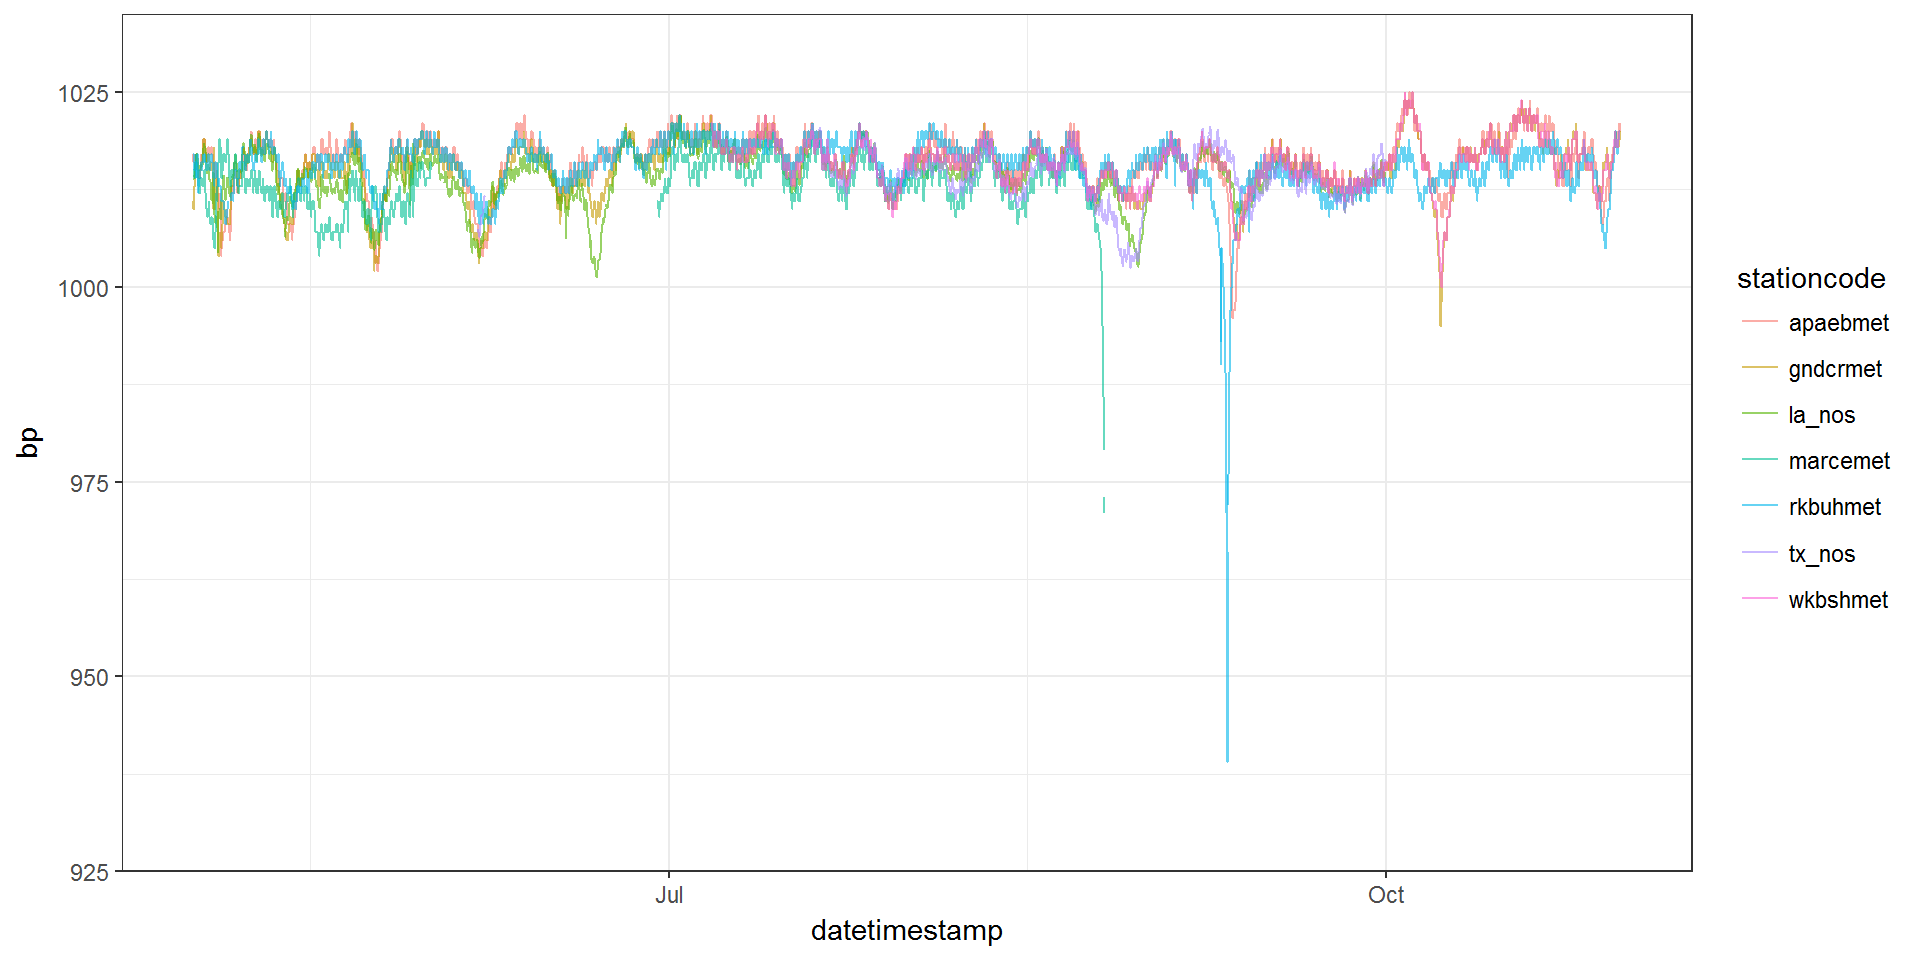 1025
1000
975
950
925
bp
Jul
Oct
datetimestamp
stationcode
apaebmet
gndcrmet
la_nos
marcemet
rkbuhmet
tx_nos
wkbshmet